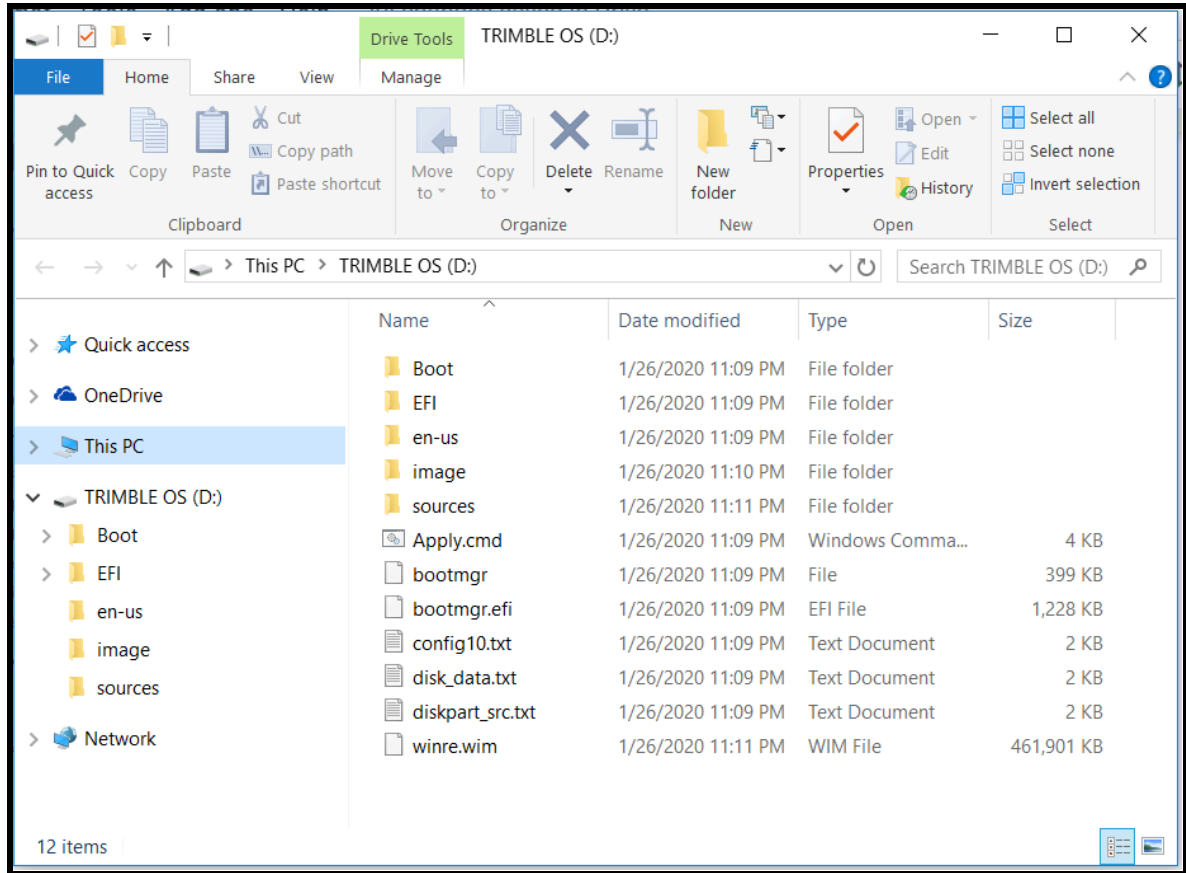 Drive Tools TRIMBLE OS (D:)
File Home Share View Manage
Pin to Quick access
Copy
Paste
Cut
Copy path
Paste shortcut
Move to
Copy to
Delete
Rename
New folder
Properties
Open
Edit
History
Select all
Select none
Invert selection
Clipboard Organize New Open Select
This PC TRIMBLE OS (D:) Search TRIMBLE OS (D:)
Quick access
OneDrive
This PC
TRIMBLE OS (D:)
Boot
EFI
en-us
image
sources
Network
Name Date modified Type Size
Boot 1/26/2020 11:09 PM File folder
EFI 1/26/2020 11:09 PM File folder
en-us 1/26/2020 11:09 PM File folder
image 1/26/2020 11:10 PM File folder
sources 1/26/2020 11:11 PM File folder
Apply.cmd 1/26/2020 11:09 PM Windows Comma... 4 KB
bootmgr 1/26/2020 11:09 PM File 399 KB
bootmgr.efi 1/26/2020 11:09 PM EFI File 1,228 KB
config10.txt 1/26/2020 11:09 PM Text Document 2 KB
disk_data.txt 1/26/2020 11:09 PM Text Document 2 KB
diskpart_src.txt 1/26/2020 11:09 PM Text Document 2 KB
winre.wim 1/26/2020 11:11 PM WIM File 461,901 KB
12 items